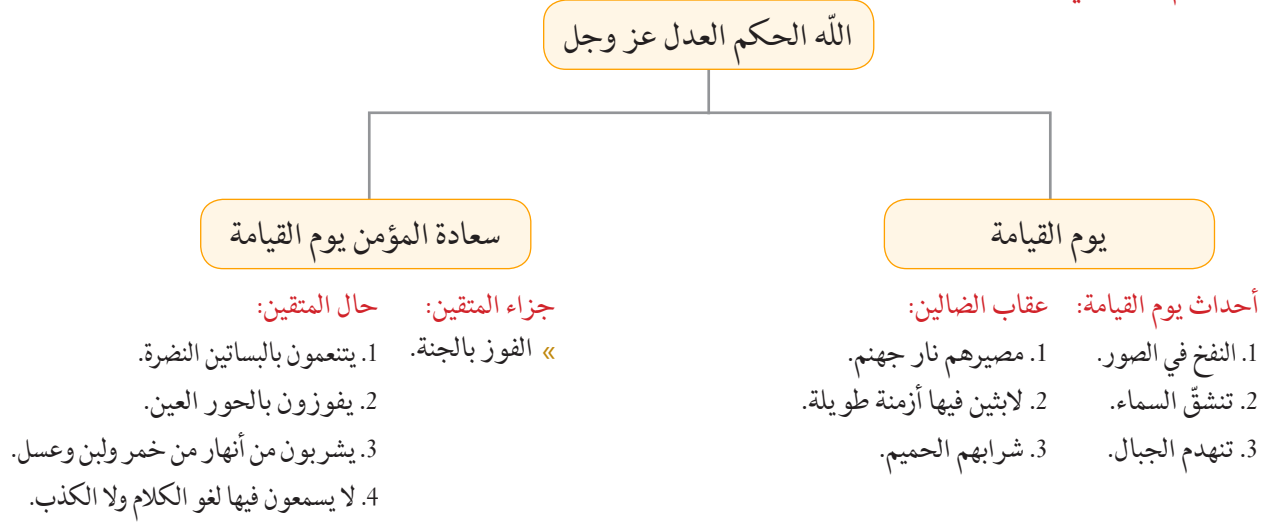 اللّه الحكم العدل عز وجل
يوم القيامة
أحداث يوم القيامة:
1. النفخ في الصور.
2. تنشقّ السماء.
3. تنهدم الجبال.
عقاب الضالين:
1. مصيرهم نار جهنم.
2. لابثين فيها أزمنة طويلة.
3. شرابهم الحميم.
سعادة المؤمن يوم القيامة
جزاء المتقين:
» الفوز بالجنة.
حال المتقين:
1. يتنعمون بالبساتين النضرة.
2. يفوزون بالحور العين.
3. يشربون من أنهار من خمر ولبن وعسل.
4. لا يسمعون فيها لغو الكلام ولا الكذب.